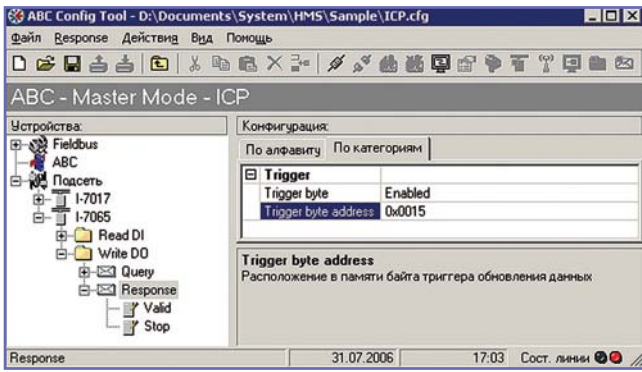 ABC Config Tool - D:\Documents\System\HMS\Sample\ICP.cfg
Файл Response Действия Вид Помощь
ABC - Master Mode - ICP
Устройства:
Fieldbus
ABC
Подсеть
I-7017
I-7065
Read DI
Write DO
Query
Response
Valid
Stop
Конфигурация:
По алфавиту По категориям
Trigger
Trigger byte Enabled
Trigger byte address 0x0015
Trigger byte address
Расположение в памяти байта триггера обновления данных
Response 31.07.2006 17:03 Сост. линии